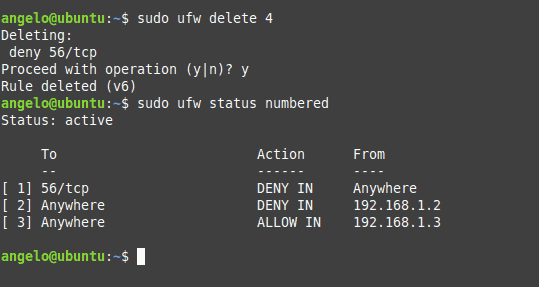 angelo@ubuntu:~$ sudo ufw delete 4
Deleting:
 deny 56/tcp
Proceed with operation (y|n)? y
Rule deleted (v6)
angelo@ubuntu:~$ sudo ufw status numbered
Status: active

     To                         Action      From
     --                         ------      ----
[ 1] 56/tcp                     DENY IN     Anywhere
[ 2] Anywhere                   DENY IN     192.168.1.2
[ 3] Anywhere                   ALLOW IN    192.168.1.3

angelo@ubuntu:~$